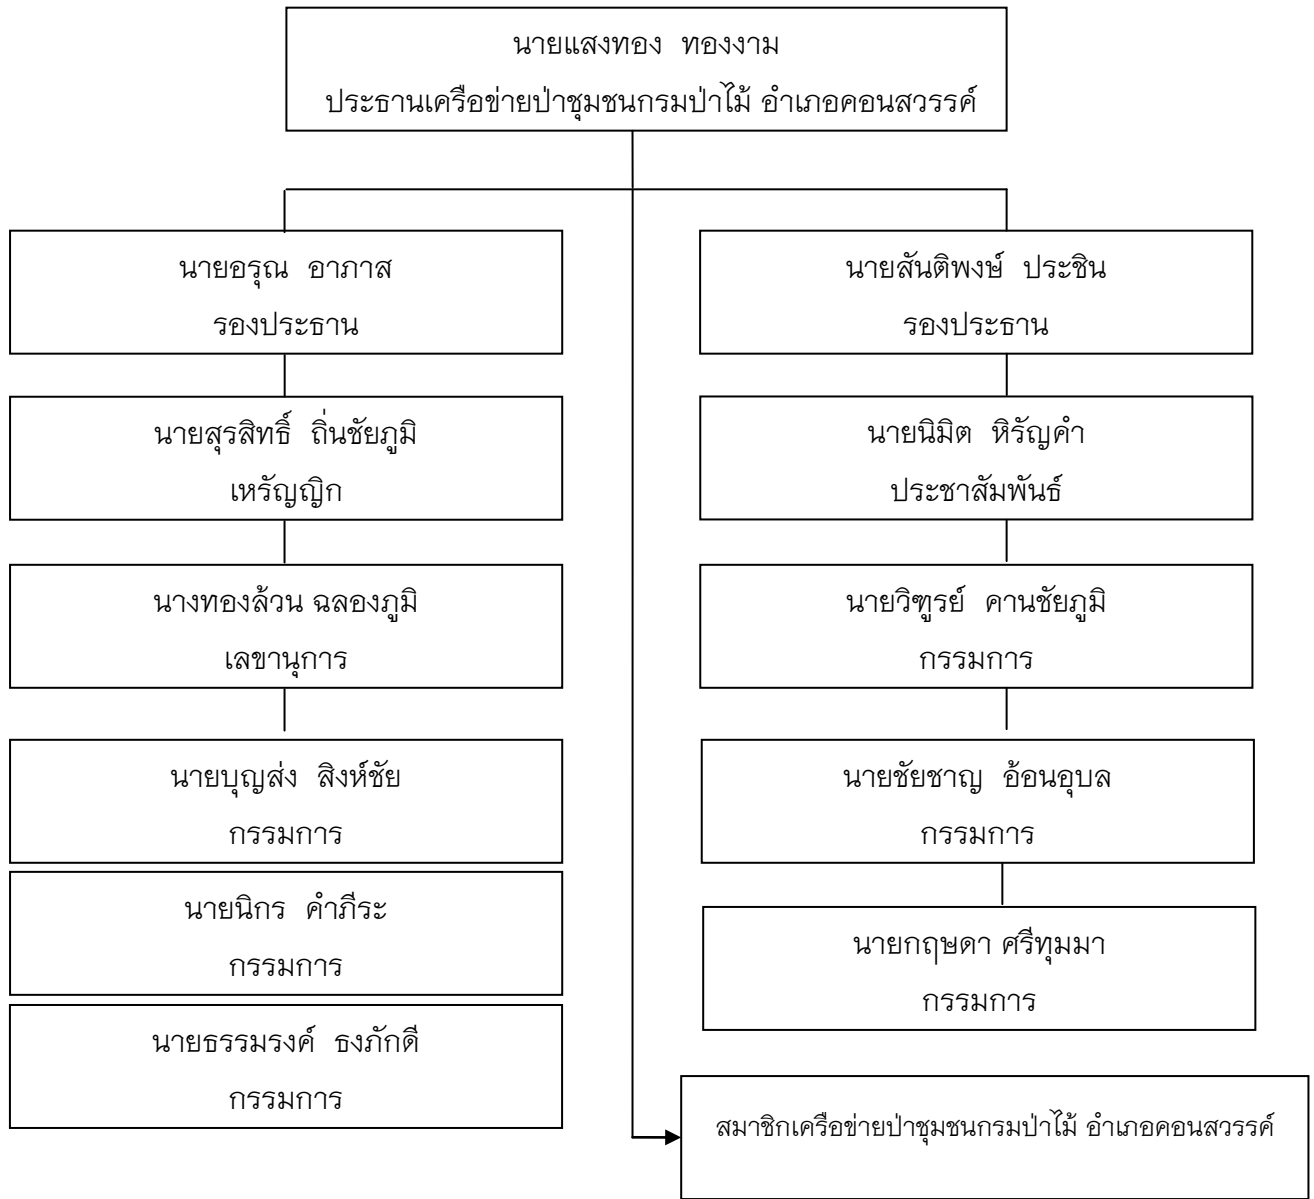 นายแสงทอง ทองงาม
ประธานเครือข่ายป่าชุมชนกรมป่าไม้ อำเภอคอนสวรรค์
นายอรุณ อาภาส
รองประธาน
นายสุรสิทธิ์ ถิ่นชัยภูมิ
เหรัญญิก
นางทองล้วน ฉลองภูมิ
เลขานุการ
นายบุญส่ง สิงห์ชัย
กรรมการ
นายนิกร คำภีระ
กรรมการ
นายธรรมรงค์ ธงภักดี
กรรมการ
นายสันติพงษ์ ประชิน
รองประธาน
นายนิมิต หิรัญคำ
ประชาสัมพันธ์
นายวิฑูรย์ คานชัยภูมิ
กรรมการ
นายชัยชาญ อ้อนอุบล
กรรมการ
นายกฤษดา ศรีทุมมา
กรรมการ
สมาชิกเครือข่ายป่าชุมชนกรมป่าไม้ อำเภอคอนสวรรค์